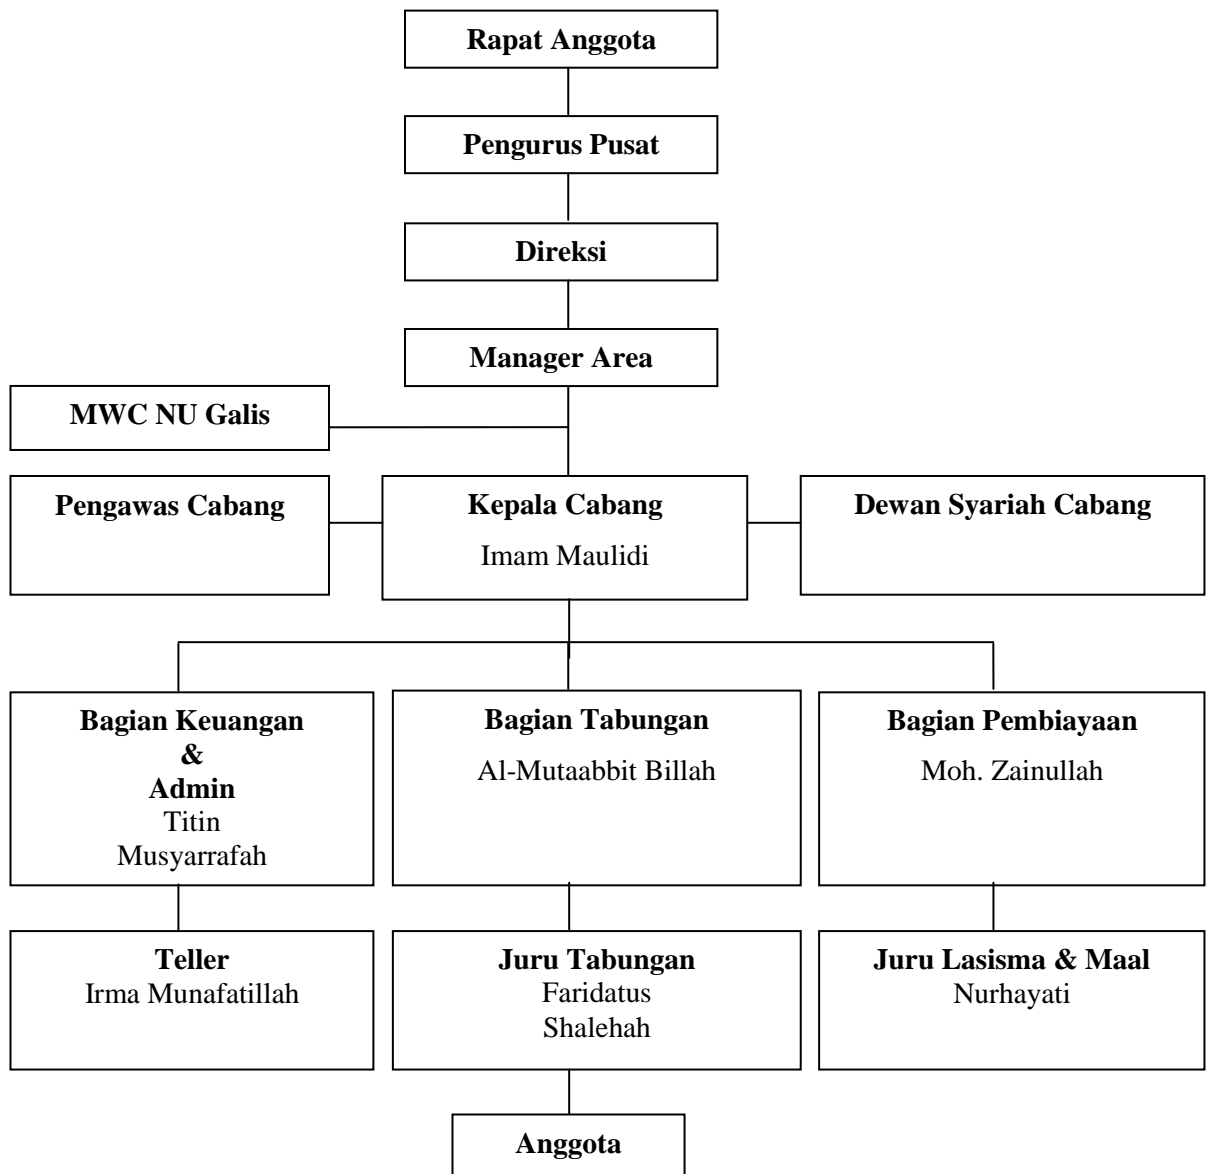 Rapat Anggota
Pengurus Pusat
Direksi
Manager Area
MWC NU Galis
Pengawas Cabang
Kepala Cabang
Imam Maulidi
Dewan Syariah Cabang
Bagian Keuangan
&
Admin
Titin
Musyarrafah
Bagian Tabungan
Al-Mutaabbit Billah
Bagian Pembiayaan
Moh. Zainullah
Teller
Irma Munafatillah
Juru Tabungan
Faridatus
Shalehah
Juru Lasisma & Maal
Nurhayati
Anggota